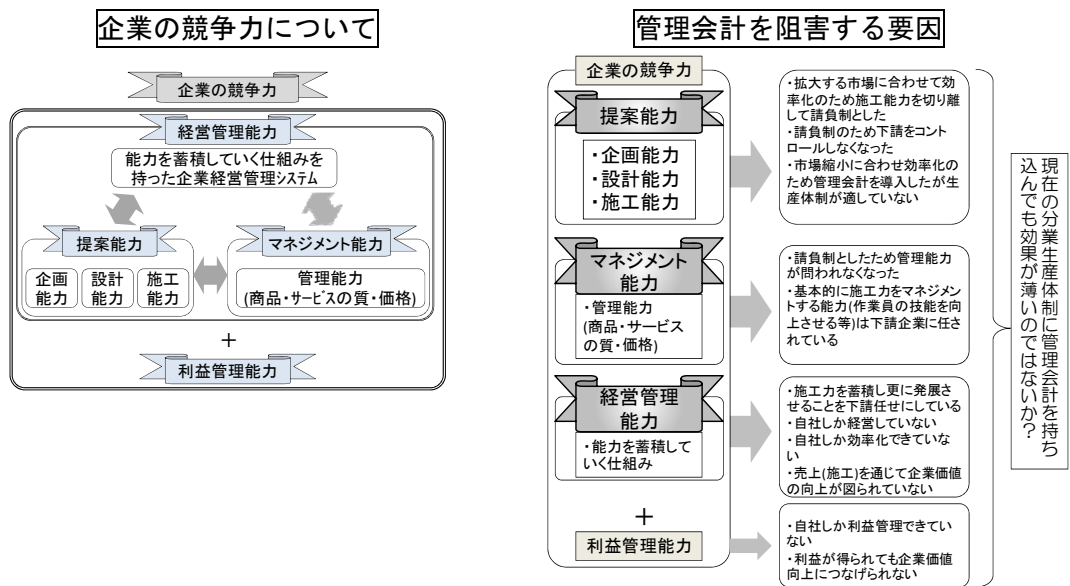 企業の競争力について
企業の競争力
経営管理能力
能力を蓄積していく仕組みを
持った企業経営管理システム
提案能力
企画
能力
設計
能力
施工
能力
マネジメント能力
管理能力
(商品・サービスの質・価格)
+
利益管理能力
管理会計を阻害する要因
企業の競争力
提案能力
・企画能力
・設計能力
・施工能力
・拡大する市場に合わせて効
率化のため施工能力を切り離
して請負制とした
・請負制のため下請をコント
ロールしなくなった
・市場縮小に合わせ効率化の
ため管理会計を導入したが生
産体制が適していない
マネジメント
能力
・管理能力
(商品・サービス
の質・価格)
・請負制としたため管理能力
が問われなくなった
・基本的に施工力をマネジメン
トする能力(作業員の技能を向
上させる等)は下請企業に任さ
れている
経営管理
能力
・能力を蓄積して
いく仕組み
・施工力を蓄積し更に発展さ
せることを下請任せにしている
・自社しか経営していない
・自社しか効率化できていな
い
・売上(施工)を通じて企業価値
の向上が図られていない
+
利益管理能力
・自社しか利益管理できてい
ない
・利益が得られても企業価値
向上につなげられない
現在の分業生産体制に管理会計を持ち
込んでも効果が薄いのではないか?